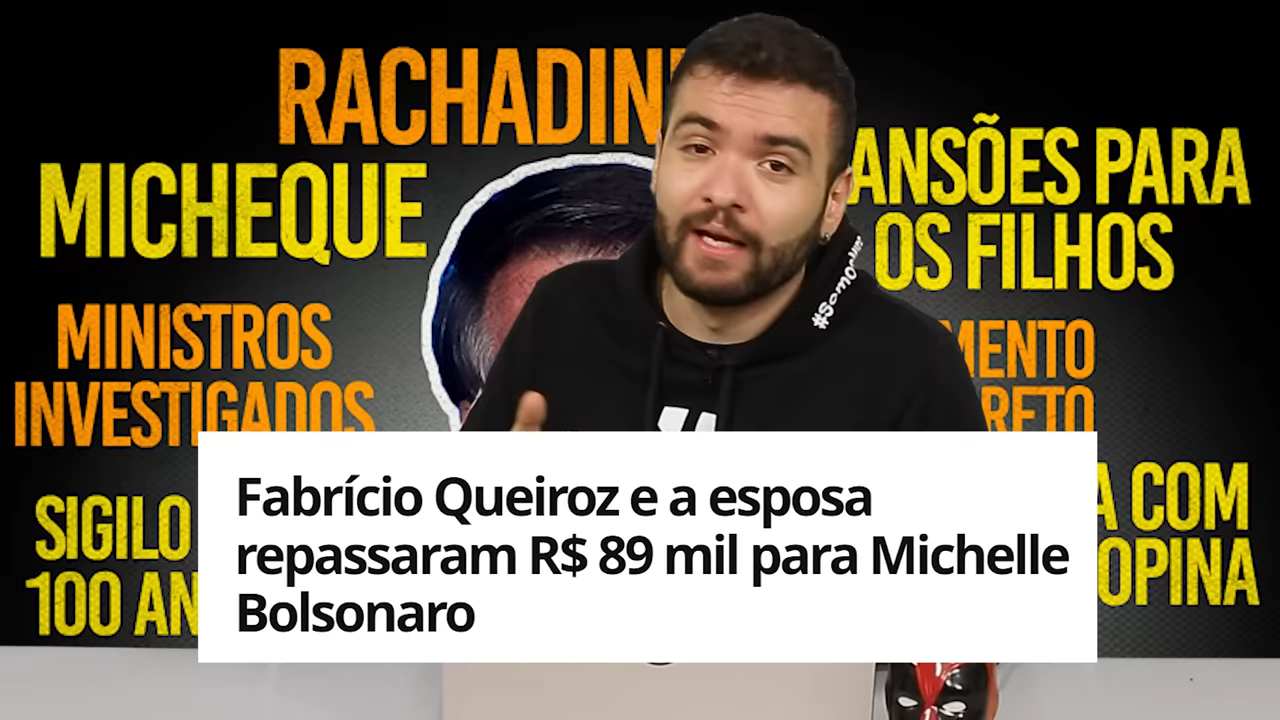 RACHADIN
MICHEQUE
ANSÕES PARA
OS FILHOS
MINISTROS
INVESTIGADOS
MENTO
RETO
SIGILO
100 AN
A COM
OPINA
Fabrício Queiroz e a esposa
repassaram R$ 89 mil para Michelle
Bolsonaro